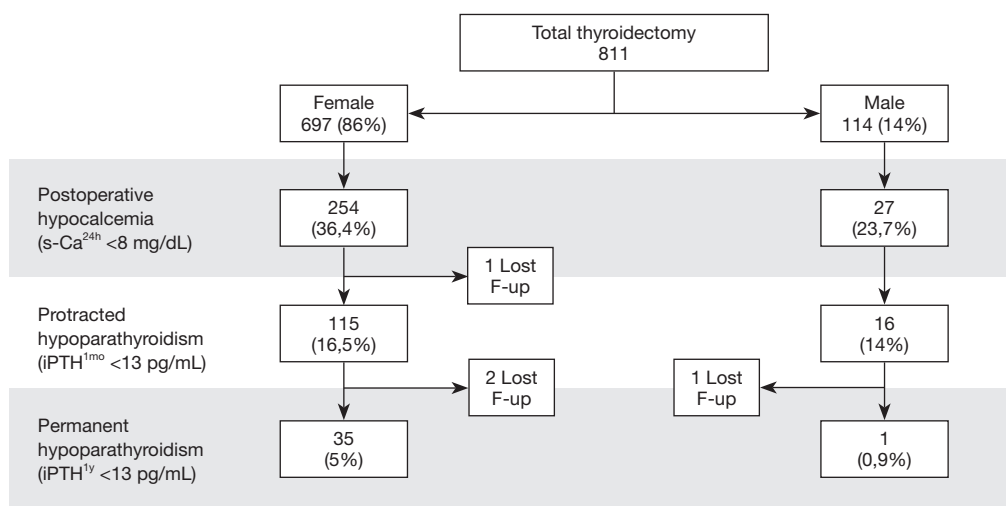 Total thyroidectomy
811
Female
697 (86%)
Male
114 (14%)
Postoperative
hypocalcemia
(s-Ca24h <8 mg/dL)
254
(36,4%)
27
(23,7%)
1 Lost
F-up
Protracted
hypoparathyroidism
(iPTH1mo <13 pg/mL)
115
(16,5%)
16
(14%)
2 Lost
F-up
1 Lost
F-up
Permanent
hypoparathyroidism
(iPTH1y <13 pg/mL)
35
(5%)
1
(0,9%)